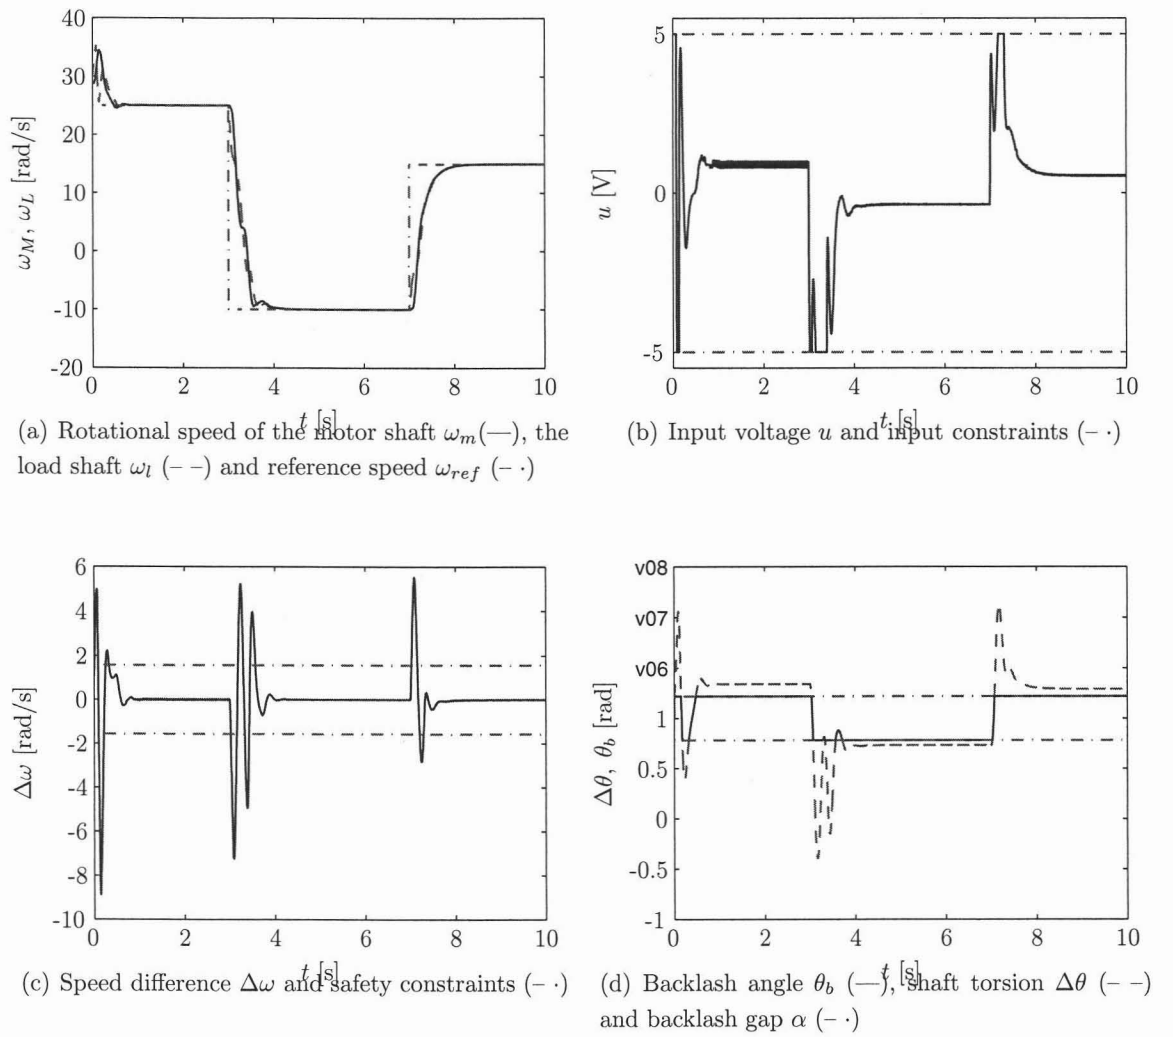 40
30
20
10
0
-10
-20
ω_M, ω_L [rad/s]
0 2 4 6 8 10
t [s]
(a) Rotational speed of the motor shaft ω_m(—), the
load shaft ω_l (– –) and reference speed ω_ref (– ·)
5
0
-5
u [V]
0 2 4 6 8 10
t [s]
(b) Input voltage u and input constraints (– ·)
6
4
2
0
-2
-4
-6
-8
-10
Δω [rad/s]
0 2 4 6 8 10
t [s]
(c) Speed difference Δω and safety constraints (– ·)
v08
v07
v06
1
0.5
0
-0.5
-1
Δθ, θ_b [rad]
0 2 4 6 8 10
t [s]
(d) Backlash angle θ_b (—), shaft torsion Δθ (– –)
and backlash gap α (– ·)